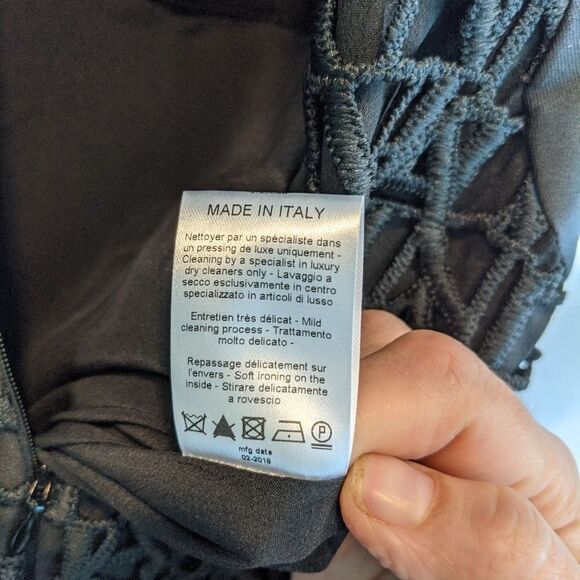 MADE IN ITALY
Nettoyer par un spécialiste dans
un pressing de luxe uniquement -
Cleaning by a specialist in luxury
dry cleaners only - Lavaggio a
secco esclusivamente in centro
specializzato in articoli di lusso
Entretien très délicat - Mild
cleaning process - Trattamento
molto delicato -
Repassage délicatement sur
l'envers - Soft ironing on the
inside - Stirare delicatamente
a rovescio
P
mfg date
02-2018